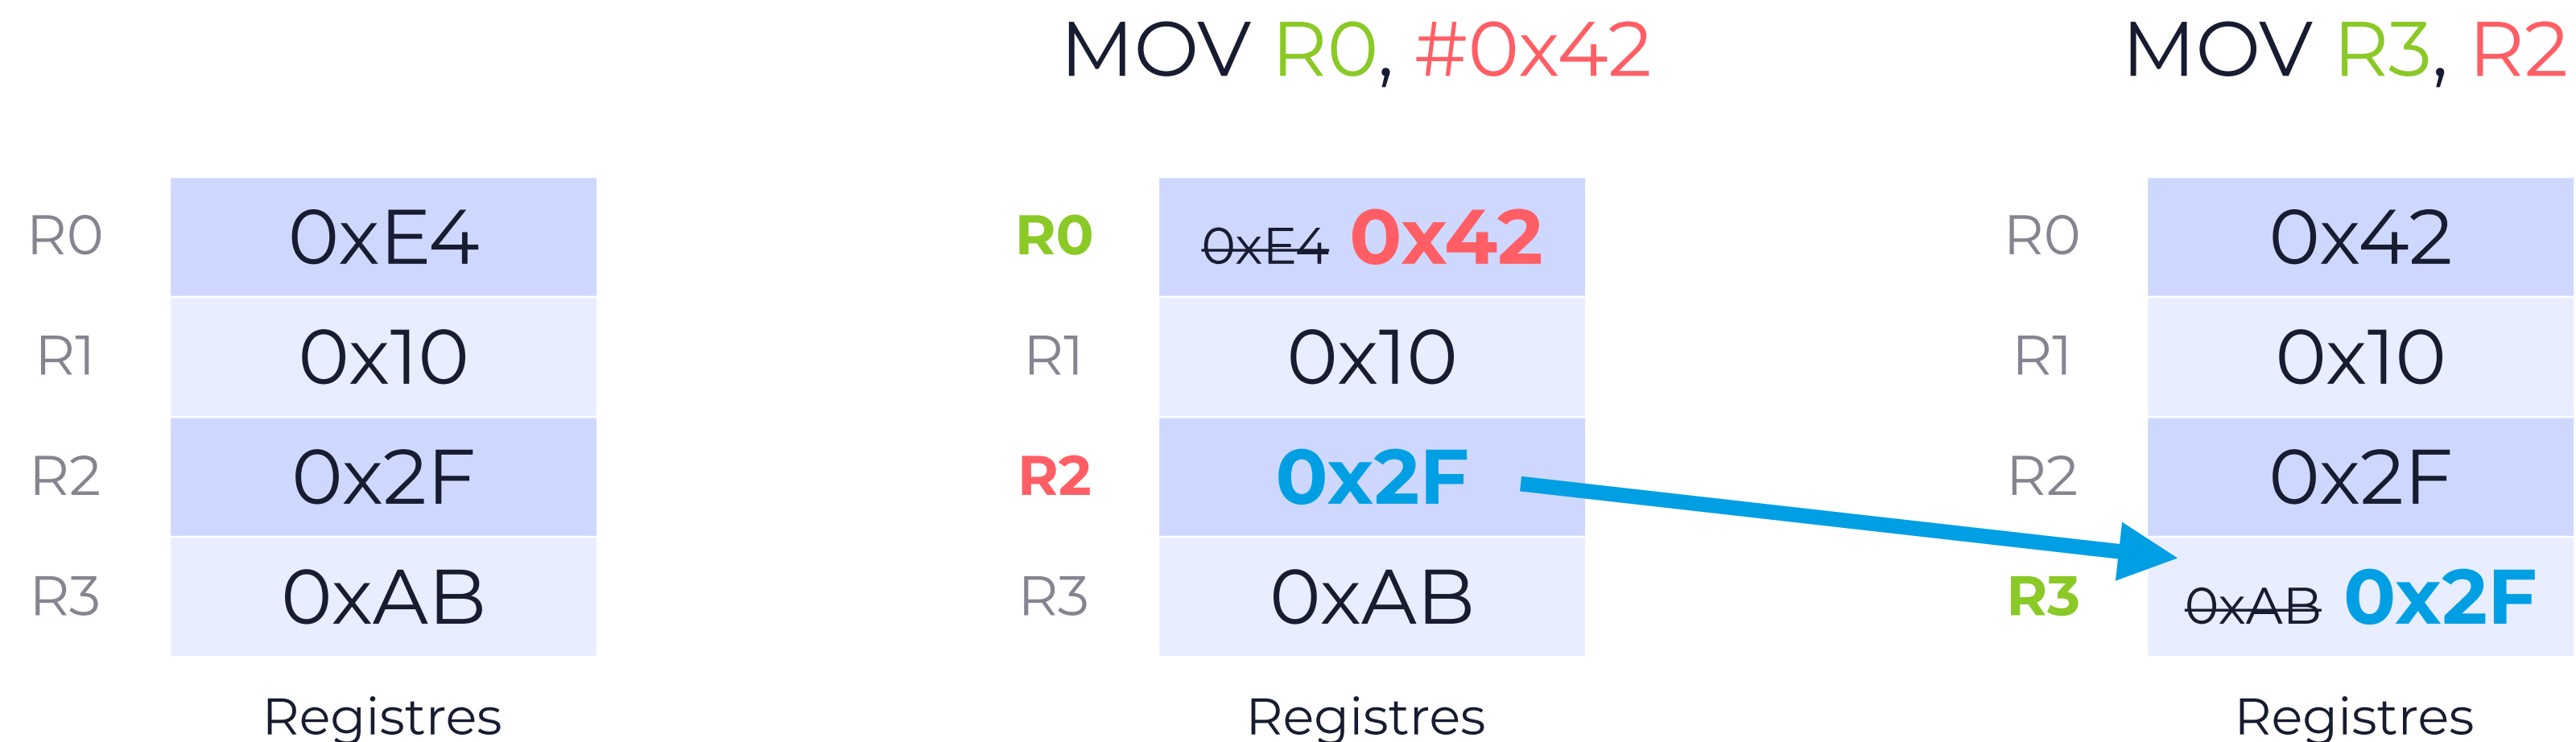 MOV R0, #0x42
MOV R3, R2
R0 0xE4
R1 0x10
R2 0x2F
R3 0xAB
Registres
R0 0xE4 0x42
R1 0x10
R2 0x2F
R3 0xAB
Registres
R0 0x42
R1 0x10
R2 0x2F
R3 0xAB 0x2F
Registres